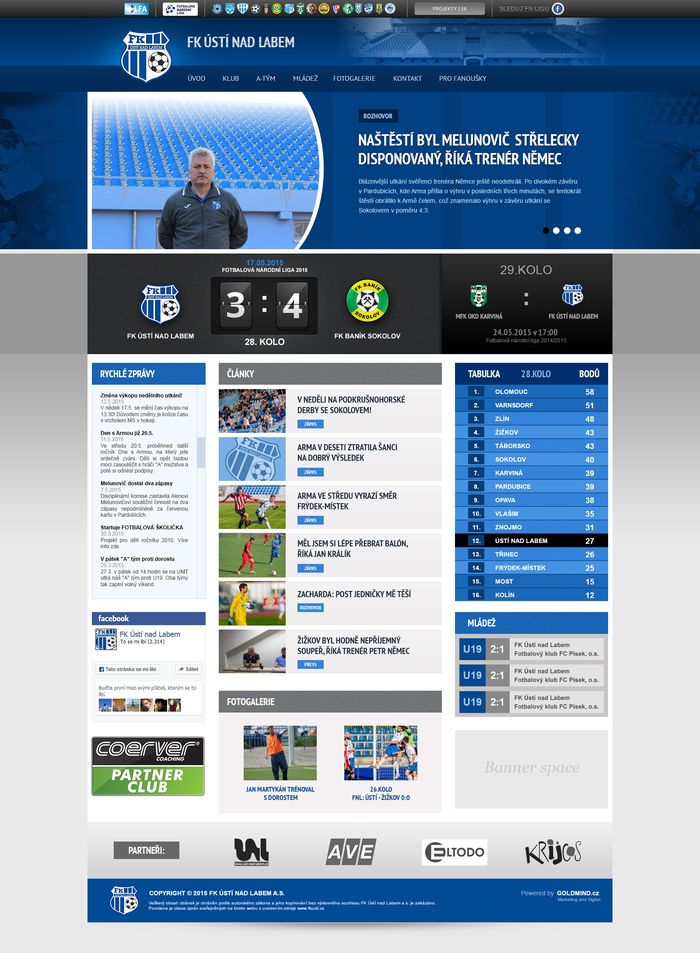 LFA
FOTBALOVÁ NÁRODNÍ LIGA
PROJEKTY LFA
SLEDUJ FN LIGU
FK ÚSTÍ NAD LABEM
ÚVOD
KLUB
A-TÝM
MLÁDEŽ
FOTOGALERIE
KONTAKT
PRO FANOUŠKY
ROZHOVOR
NAŠTĚSTÍ BYL MELUNOVIČ STŘELECKY
DISPONOVANÝ, ŘÍKÁ TRENÉR NĚMEC
Bláznivější utkání svěřenci trenéra Němce ještě neodehráli. Po divokém závěru
v Pardubicích, kde Arma přišla o výhru v posledních třech minutách, se tentokrát
štěstí obrátilo k Armě čelem, což znamenalo výhru v závěru utkání se
Sokolovem v poměru 4:3.
17.05.2015
FOTBALOVÁ NÁRODNÍ LIGA 2015
3 : 4
FK ÚSTÍ NAD LABEM
FK BANÍK SOKOLOV
28. KOLO
29.KOLO
:
MFK OKD KARVINÁ
FK ÚSTÍ NAD LABEM
24.05.2015 v 17:00
Fotbalová národní liga 2014/2015
RYCHLÉ ZPRÁVY
Změna výkopu nedělního utkání!
12.5.2015
V neděli 17.5. se mění čas výkopu na
13:30! Důvodem změny je kolize času
s vrcholem MS v hokeji.
Den s Armou již 20.5.
11.5.2015
Ve středu 20.5. proběhned další
ročník Dne s Armou, na který jste
srdečně zváni. Děti si opět budou
moci zasoutěžit s hráči "A" mužstva a
poté si odnést podpisy.
Melunovič dostal dva zápasy
7.5.2015
Disciplinární komise zastavila Alenovi
Melunovičovi soutěžní činnost na dva
zápasy nepodmíněně za červenou
kartu v Pardubicích.
Startuje FOTBALOVÁ ŠKOLIČKA
30.3.2015
Projekt pro děti ročníku 2010. Více
info zde.
V pátek "A" tým proti dorostu
26.3.2015
27.3. v pátek od 14 hodin se na UMT
utká náš "A" tým proti U19. Oba týmy
tak zaplní volný víkend.
ČLÁNKY
V NEDĚLI NA PODKRUŠNOHORSKÉ
DERBY SE SOKOLOVEM!
ZÁPAS
ARMA V DESETI ZTRATILA ŠANCI
NA DOBRÝ VÝSLEDEK
ZÁPAS
ARMA VE STŘEDU VYRAZÍ SMĚR
FRÝDEK-MÍSTEK
ZÁPAS
MĚL JSEM SI LÉPE PŘEBRAT BALÓN,
ŘÍKÁ JAN KRÁLÍK
ZÁPAS
ZACHARDA: POST JEDNIČKY MĚ TĚŠÍ
ROZHOVOR
ŽIŽKOV BYL HODNĚ NEPŘÍJEMNÝ
SOUPEŘ, ŘÍKÁ TRENÉR PETR NĚMEC
PRESS
TABULKA 28.KOLO BODŮ
1. OLOMOUC 58
2. VARNSDORF 51
3. ZLÍN 48
4. ŽIŽKOV 43
5. TÁBORSKO 43
6. SOKOLOV 40
7. KARVINÁ 39
8. PARDUBICE 39
9. OPAVA 38
10. VLAŠIM 35
11. ZNOJMO 31
12. ÚSTÍ NAD LABEM 27
13. TŘINEC 26
14. FRÝDEK-MÍSTEK 25
15. MOST 15
16. KOLÍN 12
facebook
FK Ústí nad Labem
To se mi líbí (2.314)
Tato stránka se mi líbí
Sdílet
Buďte první mezi svými přáteli, kterým se to
líbí.
coerver
COACHING
PARTNER
CLUB
FOTOGALERIE
JAN MARTYKÁN TRÉNOVAL
S DOROSTEM
26.KOLO
FNL: ÚSTÍ - ŽIŽKOV 0:0
MLÁDEŽ
U19 2:1 FK Ústí nad Labem
Fotbalový klub FC Písek, o.s.
U19 2:1 FK Ústí nad Labem
Fotbalový klub FC Písek, o.s.
U19 2:1 FK Ústí nad Labem
Fotbalový klub FC Písek, o.s.
Banner space
PARTNEŘI:
AVE
ELTODO
KRIJCOS
COPYRIGHT © 2015 FK ÚSTÍ NAD LABEM A.S.
Veškerý obsah stránek je chráněn podle autorského zákona a jeho kopírování bez výslovného souhlasu FK Ústí nad Labem a.s. je zakázáno.
Povolena je citace zpráv zveřejněných na tomto webu s uvedením zdroje www.fkusti.cz
Powered by GOLDMIND.cz
Marketing and Digital